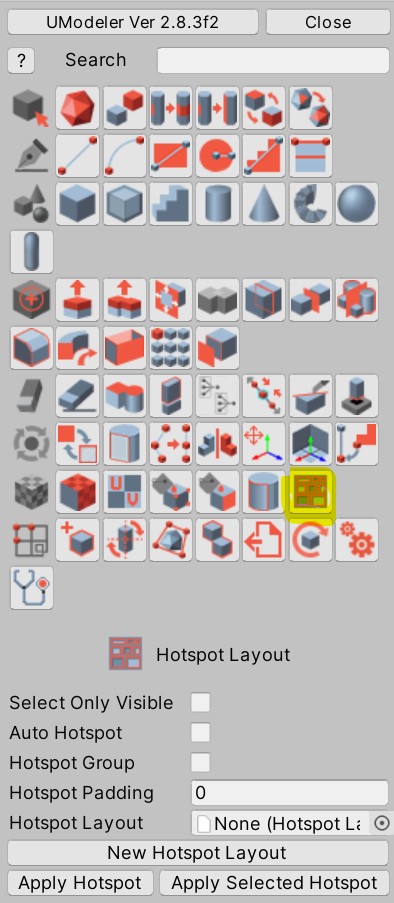 UModeler Ver 2.8.3f2 Close
? Search
Hotspot Layout
Select Only Visible
Auto Hotspot
Hotspot Group
Hotspot Padding 0
Hotspot Layout None (Hotspot La
New Hotspot Layout
Apply Hotspot Apply Selected Hotspot